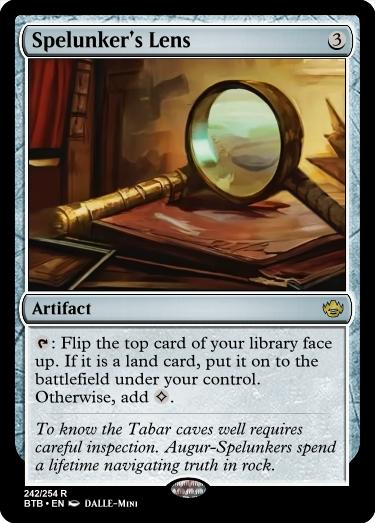 Spelunker's Lens 3
Artifact
: Flip the top card of your library face
up. If it is a land card, put it on to the
battlefield under your control.
Otherwise, add .
To know the Tabar caves well requires
careful inspection. Augur-Spelunkers spend
a lifetime navigating truth in rock.
242/254 R
BTB • EN DALLE-Mini